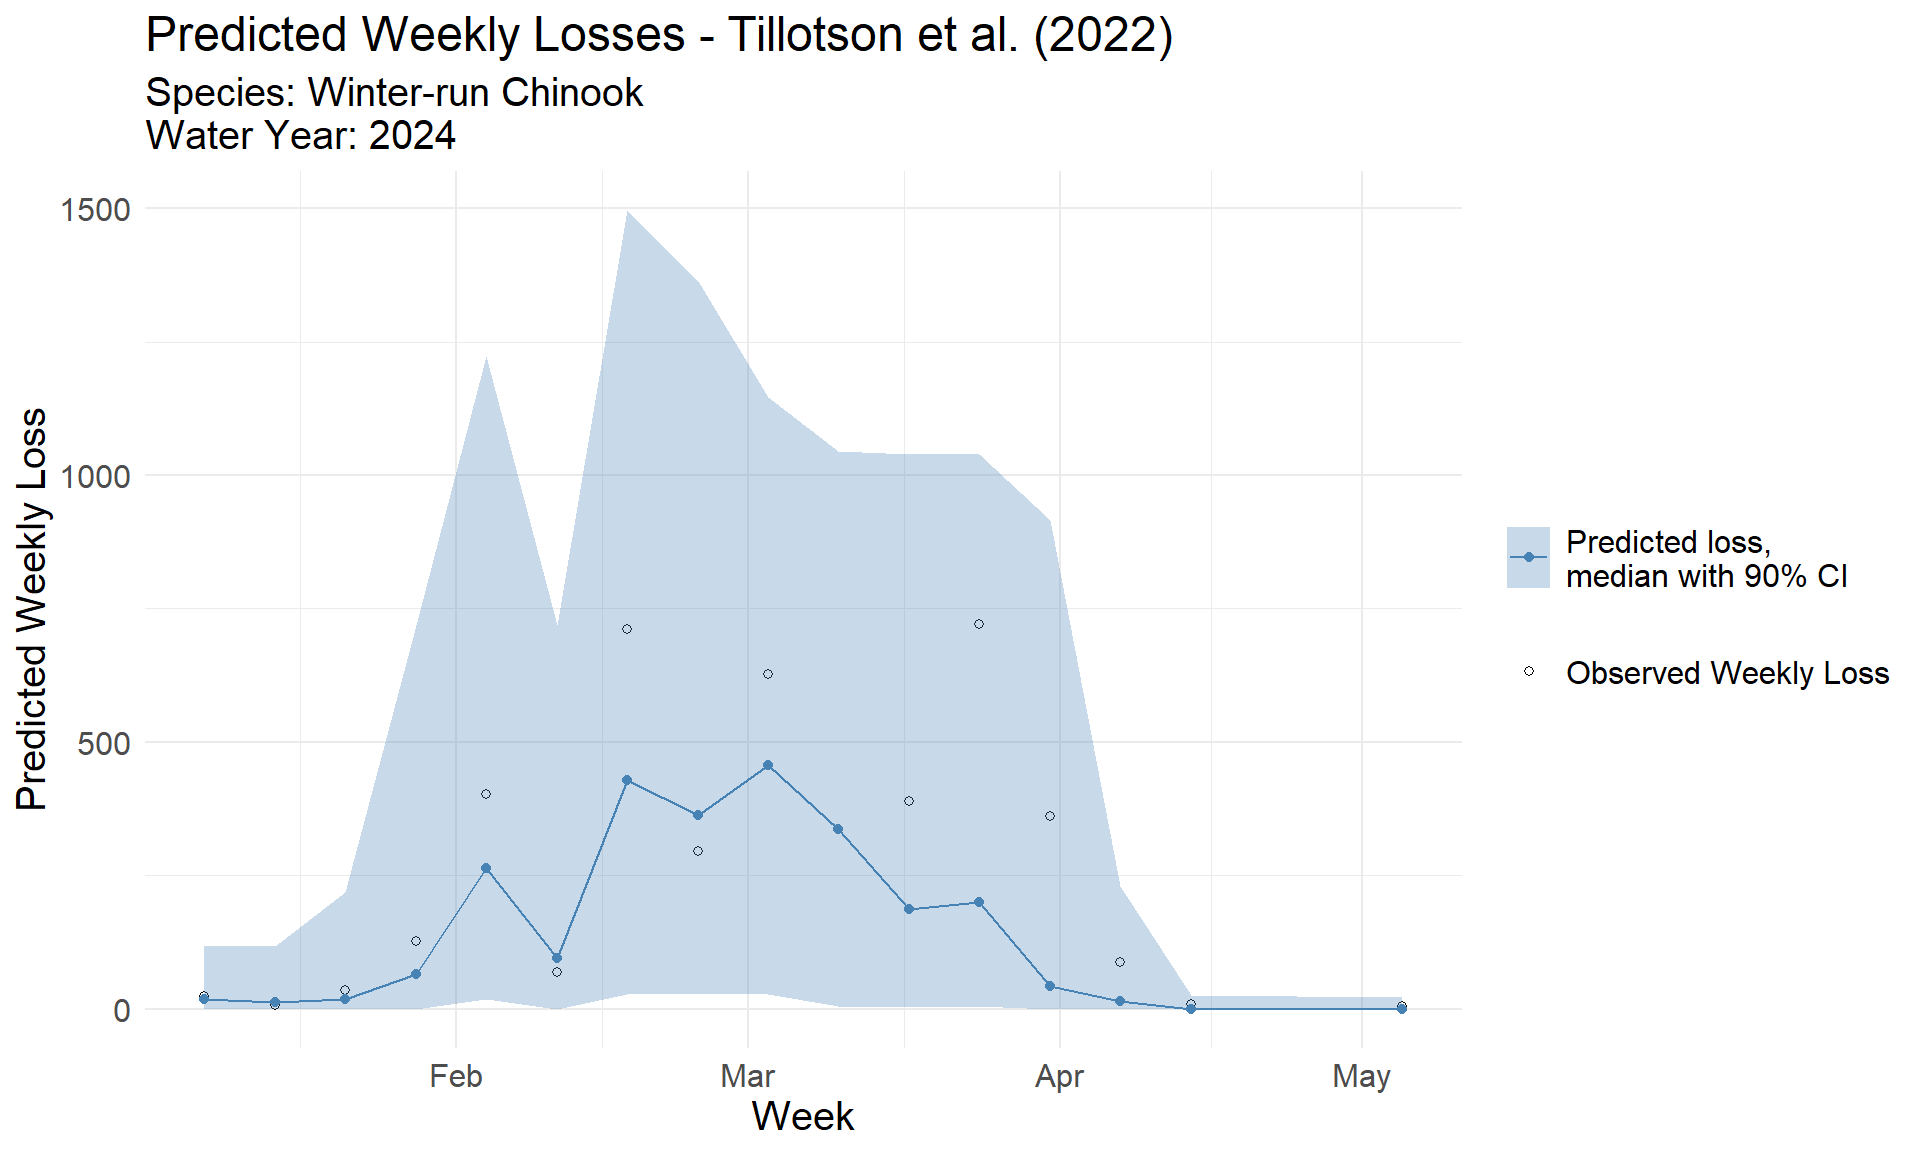 Predicted Weekly Losses - Tillotson et al. (2022)
Species: Winter-run Chinook
Water Year: 2024
Predicted Weekly Loss
1500
1000
500
0
Feb
Mar
Apr
May
Week
Predicted loss,
median with 90% CI
Observed Weekly Loss